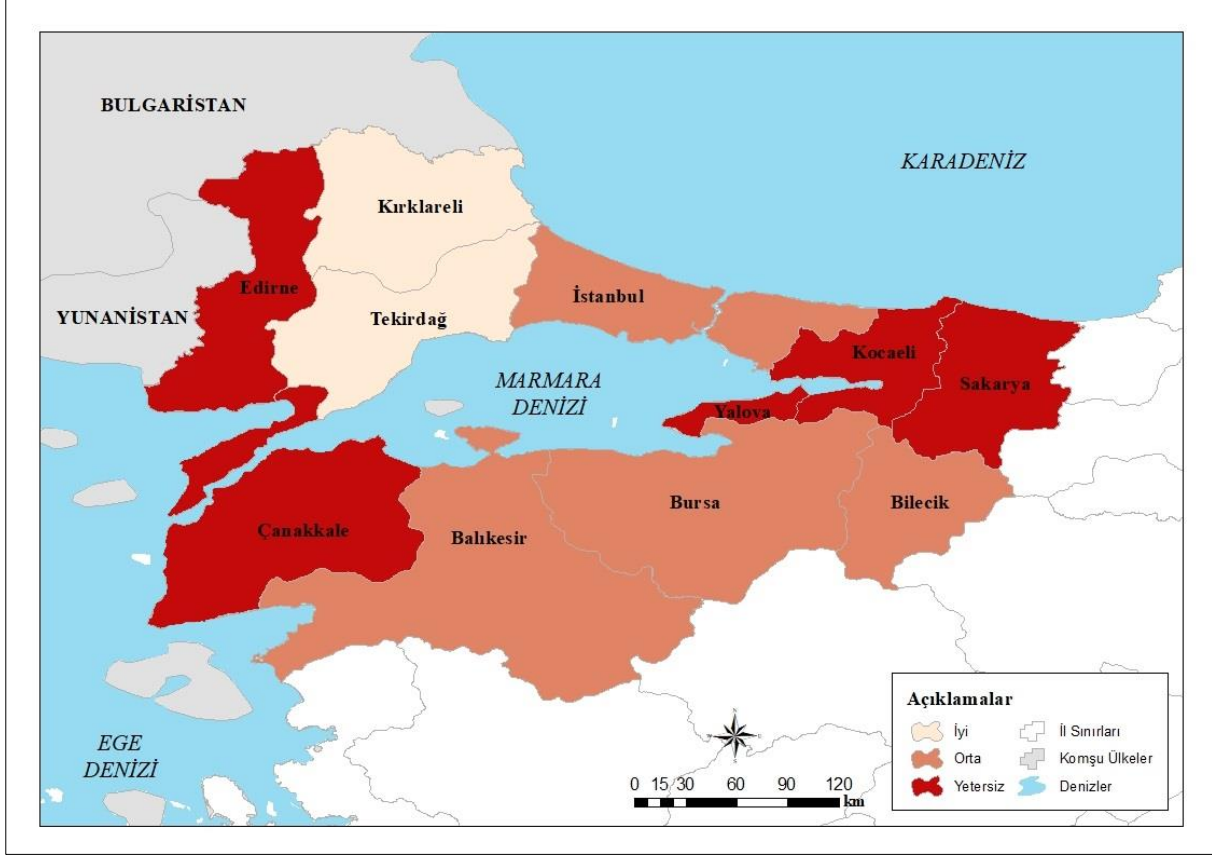 BULGARİSTAN
KARADENİZ
Kırklareli
Edirne
İstanbul
YUNANİSTAN
Tekirdağ
Kocaeli
MARMARA
DENİZİ
Sakarya
Yalova
Bursa
Bilecik
Çanakkale
Balıkesir
EGE
DENİZİ
N
W
S
0 15 30 60 90 120
km
Açıklamalar
İyi
İl Sınırları
Orta
Komşu Ülkeler
Yetersiz
Denizler